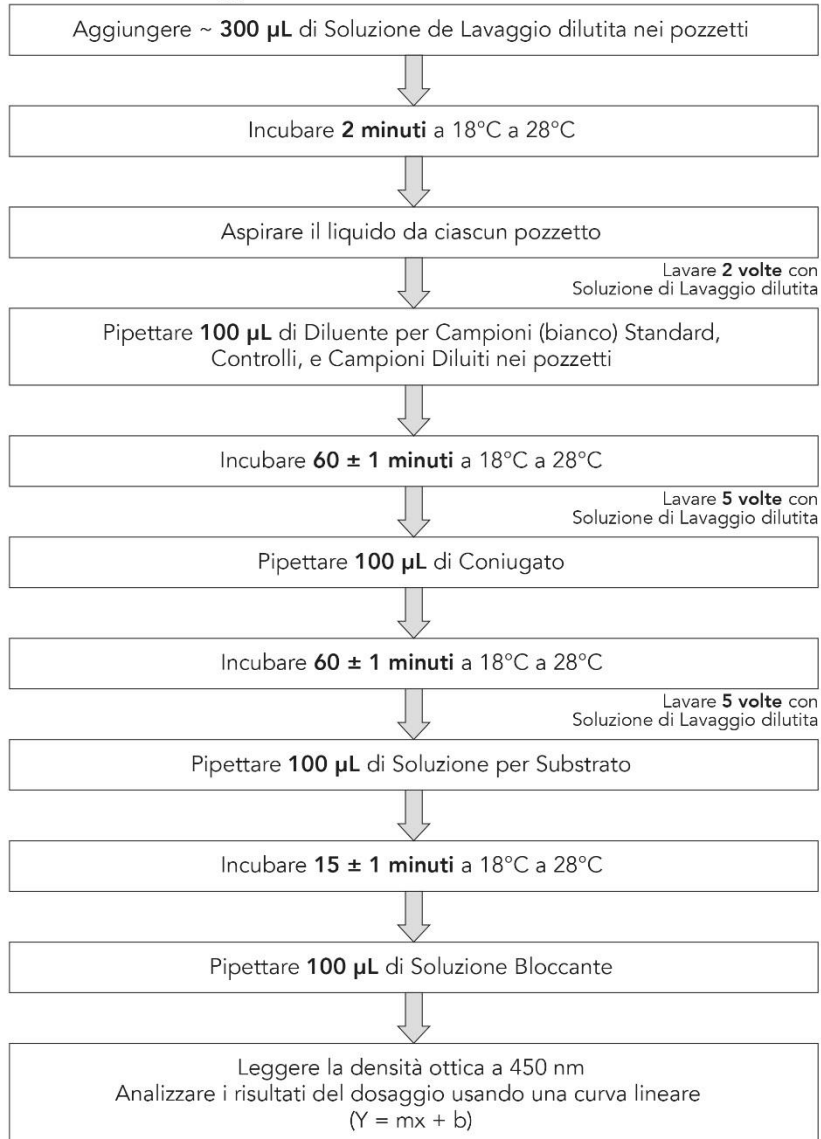 Aggiungere ~ 300 µL di Soluzione de Lavaggio dilutita nei pozzetti
Incubare 2 minuti a 18°C a 28°C
Aspirare il liquido da ciascun pozzetto
Lavare 2 volte con
Soluzione di Lavaggio dilutita
Pipettare 100 µL di Diluente per Campioni (bianco) Standard,
Controlli, e Campioni Diluiti nei pozzetti
Incubare 60 ± 1 minuti a 18°C a 28°C
Lavare 5 volte con
Soluzione di Lavaggio dilutita
Pipettare 100 µL di Coniugato
Incubare 60 ± 1 minuti a 18°C a 28°C
Lavare 5 volte con
Soluzione di Lavaggio dilutita
Pipettare 100 µL di Soluzione per Substrato
Incubare 15 ± 1 minuti a 18°C a 28°C
Pipettare 100 µL di Soluzione Bloccante
Leggere la densità ottica a 450 nm
Analizzare i risultati del dosaggio usando una curva lineare
(Y = mx + b)